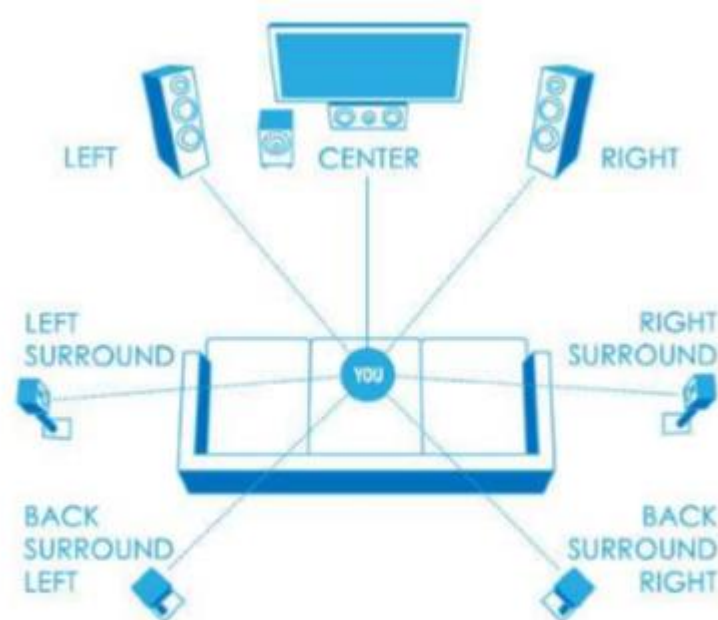 LEFT
CENTER
RIGHT
LEFT
SURROUND
RIGHT
SURROUND
YOU
BACK
SURROUND
LEFT
BACK
SURROUND
RIGHT